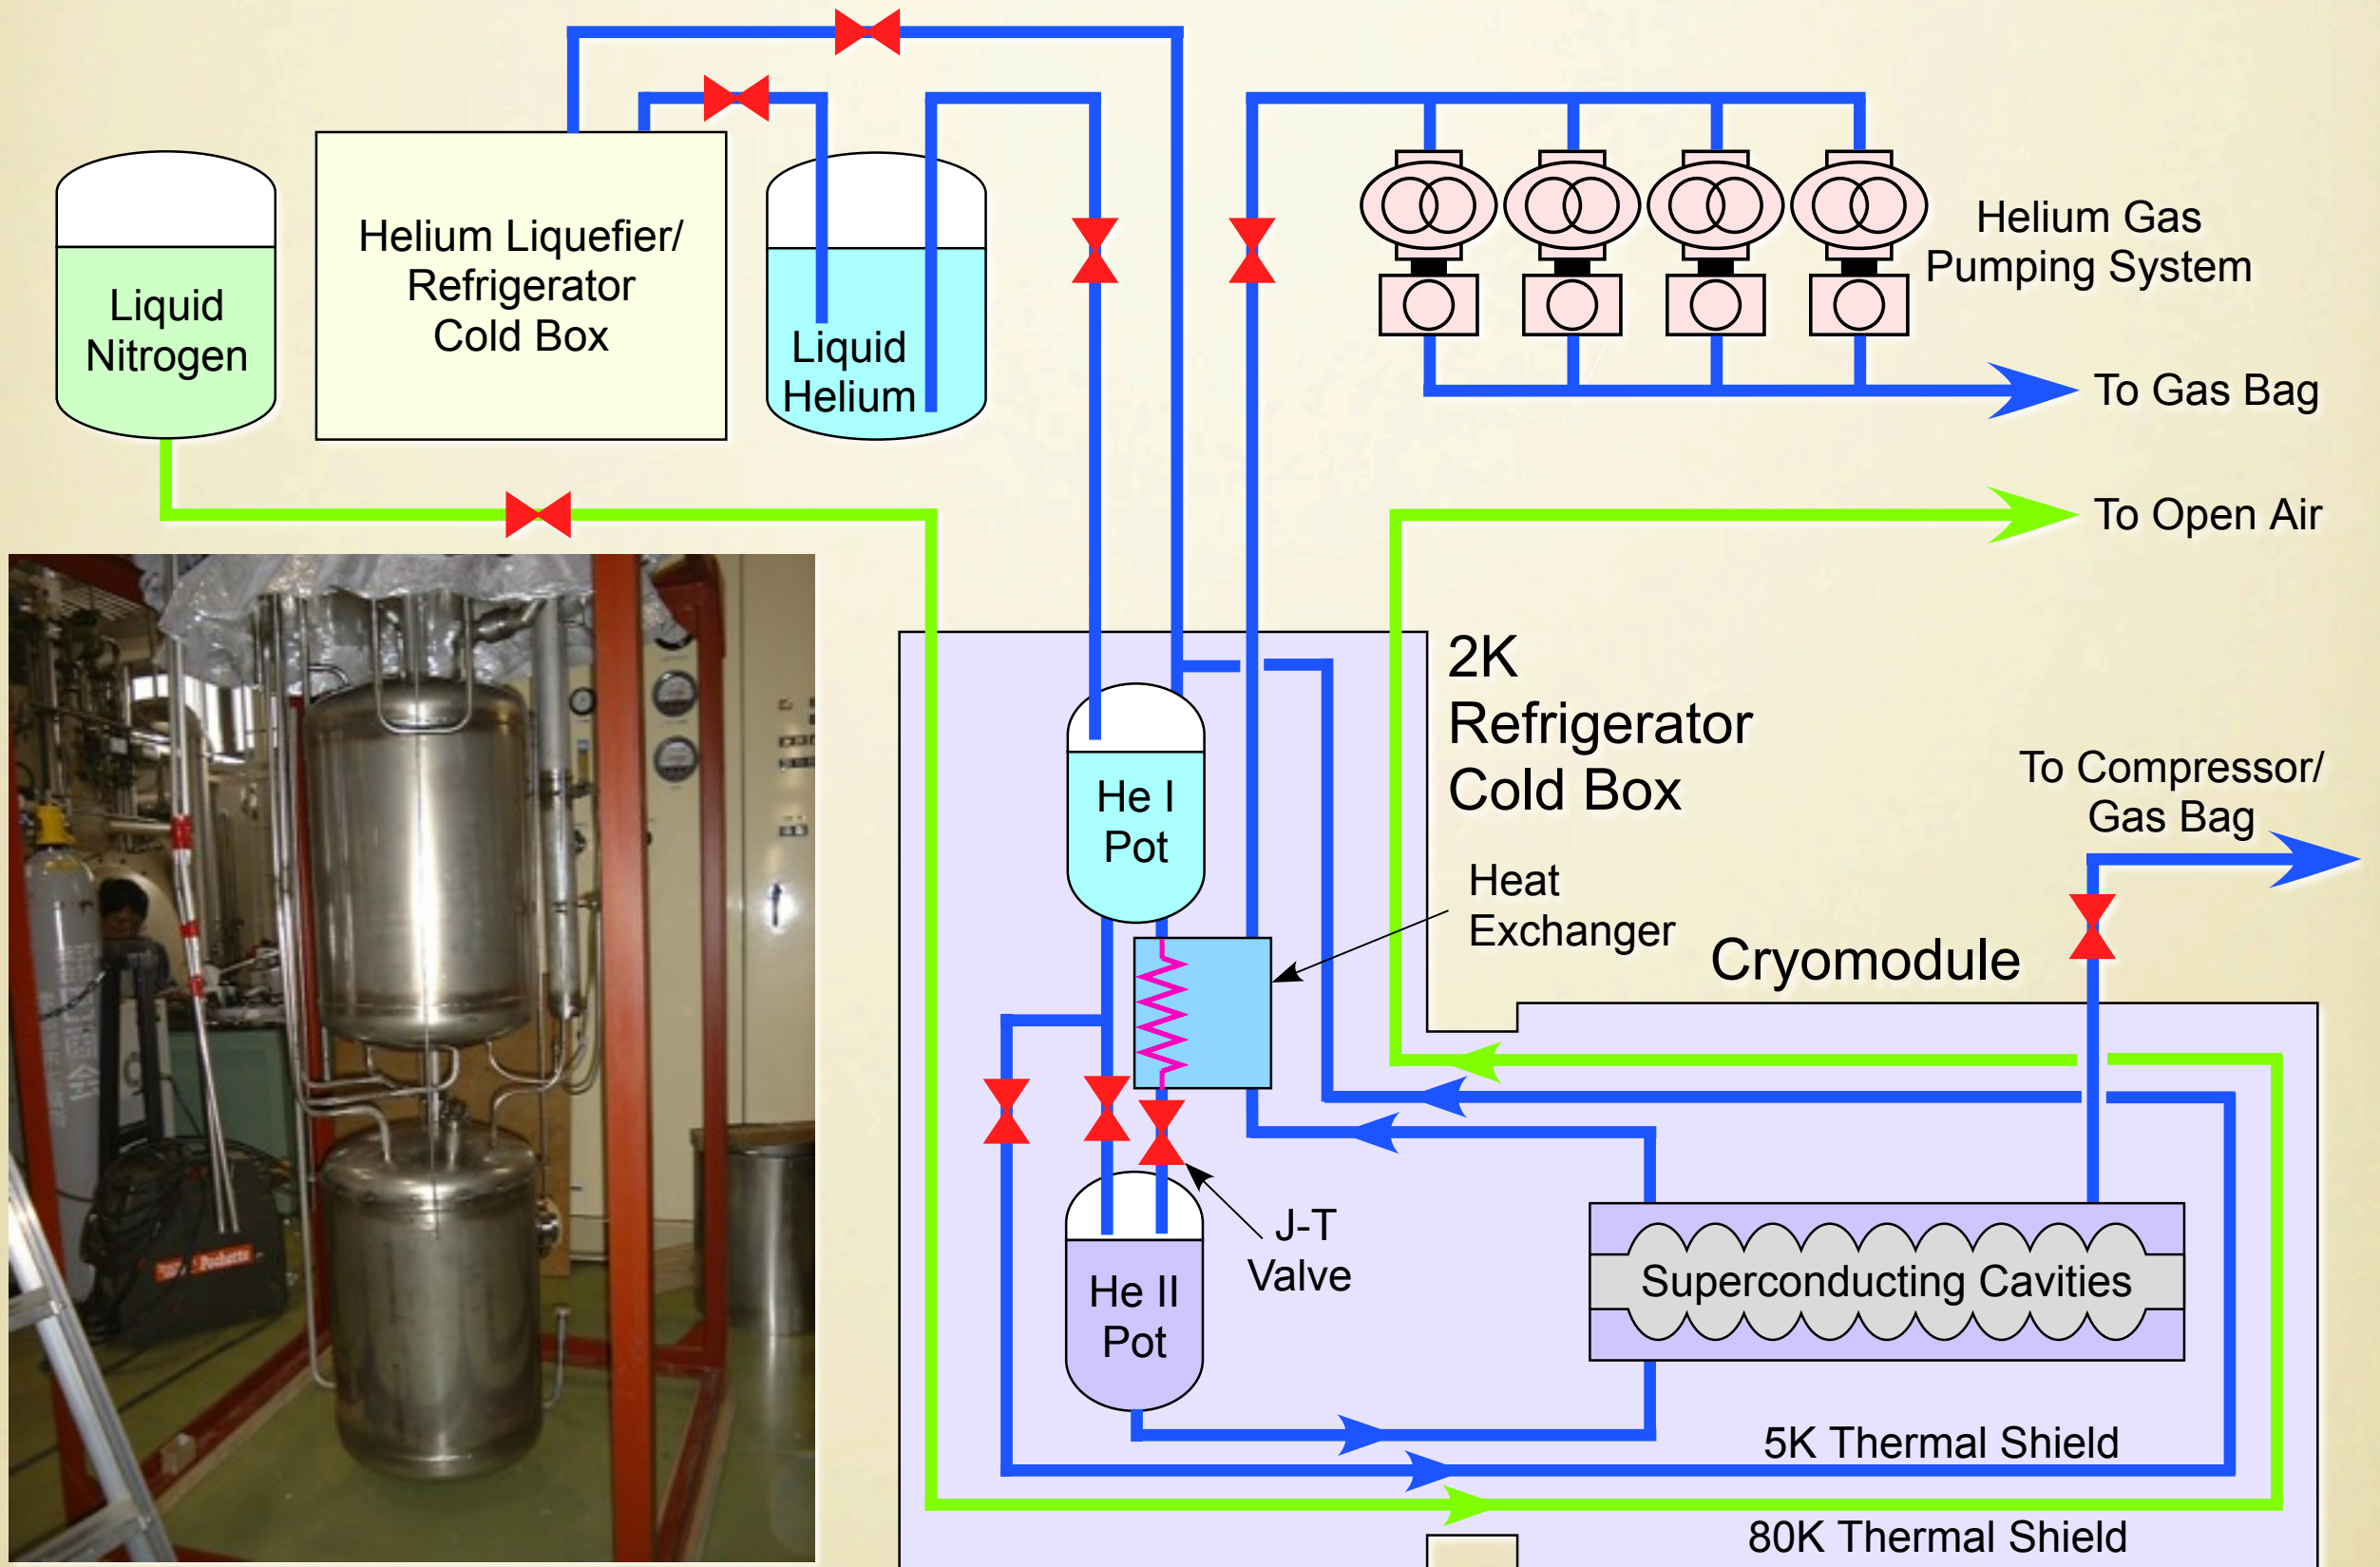 Liquid
Nitrogen
Helium Liquefier/
Refrigerator
Cold Box
Liquid
Helium
Helium Gas
Pumping System
To Gas Bag
To Open Air
2K
Refrigerator
Cold Box
He I
Pot
Heat
Exchanger
To Compressor/
Gas Bag
Cryomodule
J-T
Valve
He II
Pot
Superconducting Cavities
5K Thermal Shield
80K Thermal Shield
Pochette